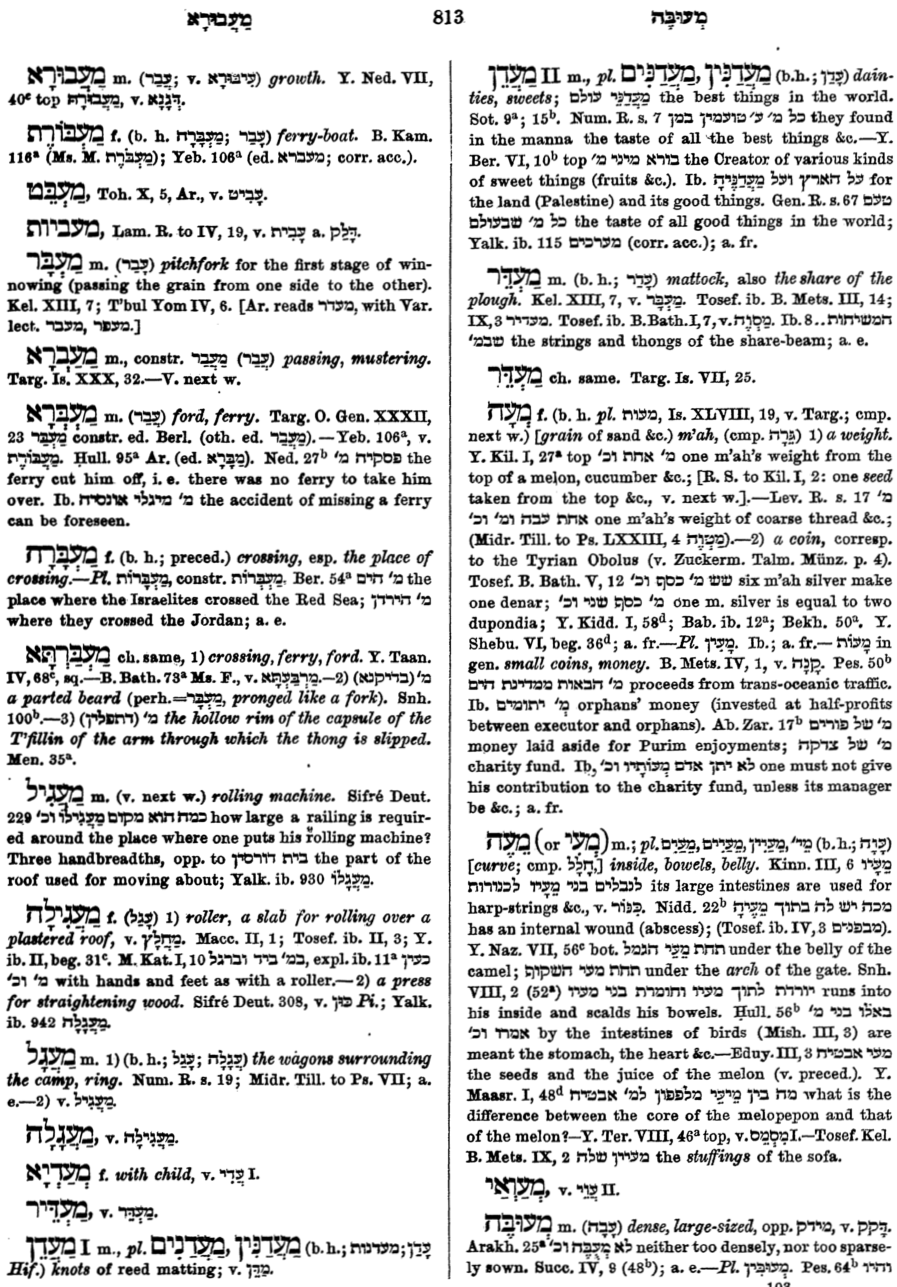 מַעֲבוּרָא 813 מְעוּבֶּה
מַעֲבוּרָא m. (עֲבַר; v. עִיבּוּרָא) growth. Y. Ned. VII,
40ᶜ top מַעֲבוּרָהּ, v. דְּנָנָא.
מַעְבּוֹרֶת f. (b. h. מַעְבָּרָה; עָבַר) ferry-boat. B. Kam.
116ᵃ (Ms. M. מַעְבֹּרֶת); Yeb. 106ᵃ (ed. מעברא; corr. acc.).
מַעֲבֵּט, Toh. X, 5, Ar., v. עָבִיט.
מעביות, Lam. R. to IV, 19, v. עָבִית a. דָּלַק.
מַעְבָּר m. (עָבַר) pitchfork for the first stage of win-
nowing (passing the grain from one side to the other).
Kel. XIII, 7; T'bul Yom IV, 6. [Ar. reads מעדר, with Var.
lect. מעפר, מעבר.]
מַעֲבָרָא m., constr. מַעֲבַר (עֲבַר) passing, mustering.
Targ. Is. XXX, 32.—V. next w.
מַעְבְּרָא m. (עֲבַר) ford, ferry. Targ. O. Gen. XXXII,
23 מַעְבַּר constr. ed. Berl. (oth. ed. מַעֲבַר).—Yeb. 106ᵃ, v.
מַעְבּוֹרֶת. Hull. 95ᵃ Ar. (ed. מַבָּרָא). Ned. 27ᵇ פסקיה מ׳ the
ferry cut him off, i. e. there was no ferry to take him
over. Ib. מ׳ מיגלי אונסיה the accident of missing a ferry
can be foreseen.
מַעְבָּרָה f. (b. h.; preced.) crossing, esp. the place of
crossing.—Pl. מַעְבָּרוֹת, constr. מַעְבְּרוֹת. Ber. 54ᵃ מ׳ הים the
place where the Israelites crossed the Red Sea; מ׳ הירדן
where they crossed the Jordan; a. e.
מַעְבַּרְתָּא ch. same, 1) crossing, ferry, ford. Y. Taan.
IV, 68ᶜ, sq.—B. Bath. 73ᵃ Ms. F., v. מַרְבַּעְתָּא.—2) (בדיקנא) מ׳
a parted beard (perh.=מַעְבָּר, pronged like a fork). Snh.
100ᵇ.—3) (דתפלין) מ׳ the hollow rim of the capsule of the
T'fillin of the arm through which the thong is slipped.
Men. 35ᵃ.
מַעֲגִיל m. (v. next w.) rolling machine. Sifré Deut.
229 כמה הוא מקום מַעֲגִילוֹ וכ׳ how large a railing is requir-
ed around the place where one puts his rolling machine?
Three handbreadths, opp. to בית דורסין the part of the
roof used for moving about; Yalk. ib. 930 מַעֲגָלוֹ.
מַעֲגִילָה f. (עגל) 1) roller, a slab for rolling over a
plastered roof, v. מַחֲלָץ. Macc. II, 1; Tosef. ib. II, 3; Y.
ib. II, beg. 31ᶜ. M. Kat. I, 10 במ׳ ביד וברגל, expl. ib. 11ᵃ כעין
מ׳ וכ׳ with hands and feet as with a roller.—2) a press
for straightening wood. Sifré Deut. 308, v. כוּן Pi.; Yalk.
ib. 942 מַעֲגָלָה.
מַעֲגָל m. 1) (b. h.; עָגַל; עֲגָלָה) the wagons surrounding
the camp, ring. Num. R. s. 19; Midr. Till. to Ps. VII; a.
e.—2) v. מַעֲגִיל.
מַעֲגָלָה, v. מַעֲגִילָה.
מַעְדְיָא f. with child, v. עֲדִי I.
מַעְדֵּיר, v. מַעְדֵּר.
מַעֲדָן I m., pl. מַעֲדַנִּים, מַעֲדַנִּין (b. h.; מעדנות; עָדַן
Hif.) knots of reed matting; v. מַדָּן.
מַעֲדָן II m., pl. מַעֲדַנִּים, מַעֲדַנִּין (b. h.; עָדַן) dain-
ties, sweets; מַעֲדַנֵּי עולם the best things in the world.
Sot. 9ᵃ; 15ᵇ. Num. R. s. 7 כל מ׳ ע׳ טועמין במן they found
in the manna the taste of all the best things &c.—Y.
Ber. VI, 10ᵇ top בורא מיני מ׳ the Creator of various kinds
of sweet things (fruits &c.). Ib. על הארץ ועל מַעֲדַנֶּיהָ for
the land (Palestine) and its good things. Gen. R. s. 67 טעם
כל מ׳ שבעולם the taste of all good things in the world;
Yalk. ib. 115 מערכים (corr. acc.); a. fr.
מַעְדֵּר m. (b. h.; עָדַר) mattock, also the share of the
plough. Kel. XIII, 7, v. מַעְבָּר. Tosef. ib. B. Mets. III, 14;
IX, 3 מעדיר. Tosef. ib. B. Bath. I, 7, v. מַסְוֶה. Ib. 8 המשיחות..
שבמ׳ the strings and thongs of the share-beam; a. e.
מַעְדֵּר ch. same. Targ. Is. VII, 25.
מָעָה f. (b. h. pl. מעות, Is. XLVIII, 19, v. Targ.; cmp.
next w.) [grain of sand &c.) m'ah, (cmp. גֵּרָה) 1) a weight.
Y. Kil. I, 27ᵃ top מ׳ אחת וכ׳ one m'ah's weight from the
top of a melon, cucumber &c.; [R. S. to Kil. I, 2: one seed
taken from the top &c., v. next w.].—Lev. R. s. 17 מ׳
אחת עבה ומ׳ וכ׳ one m'ah's weight of coarse thread &c.;
(Midr. Till. to Ps. LXXIII, 4 מַטְוֶה).—2) a coin, corresp.
to the Tyrian Obolus (v. Zuckerm. Talm. Münz. p. 4).
Tosef. B. Bath. V, 12 שש מ׳ כסף וכ׳ six m'ah silver make
one denar; מ׳ כסף שני וכ׳ one m. silver is equal to two
dupondia; Y. Kidd. I, 58ᵈ; Bab. ib. 12ᵃ; Bekh. 50ᵃ. Y.
Shebu. VI, beg. 36ᵈ; a. fr.—Pl. מָעִין. Ib.; a. fr.—מָעוֹת in
gen. small coins, money. B. Mets. IV, 1, v. קָנָה. Pes. 50ᵇ
מ׳ הבאות ממדינת הים proceeds from trans-oceanic traffic.
Ib. מְ׳ יתומים orphans' money (invested at half-profits
between executor and orphans). Ab. Zar. 17ᵇ מ׳ של פורים
money laid aside for Purim enjoyments; מ׳ של צדקה
charity fund. Ib. לא יתן אדם מְעוֹתָיו וכ׳ one must not give
his contribution to the charity fund, unless its manager
be &c.; a. fr.
מֵעֶה (or מְעִי) m.; pl. מֵעַיִם, מֵעַיִים, מֵעַיִין, מֵי׳ (b. h.; עָוָה)
[curve; cmp. חָלָל,] inside, bowels, belly. Kinn. III, 6 מֵעָיו
לנבלים בני מֵעָיו לכנורות its large intestines are used for
harp-strings &c., v. כִּנּוֹר. Nidd. 22ᵇ מכה יש לה בתוך מֵעֶיהָ
has an internal wound (abscess); (Tosef. ib. IV, 3 מבפנים).
Y. Naz. VII, 56ᶜ bot. תחת מְעֵי הגמל under the belly of the
camel; תחת מעי השקוף under the arch of the gate. Snh.
VIII, 2 (52ᵃ) יורדת לתוך מעיו וחומרת בני מעיו runs into
his inside and scalds his bowels. Ḥull. 56ᵇ באלו בני מ׳
אמרו וכ׳ by the intestines of birds (Mish. III, 3) are
meant the stomach, the heart &c.—Eduy. III, 3 מעי אבטיח
the seeds and the juice of the melon (v. preced.). Y.
Maasr. I, 48ᵈ מה בין מֵיעֵי מלפפון למ׳ אבטיח what is the
difference between the core of the melopepon and that
of the melon?—Y. Ter. VIII, 46ᵃ top, v. מִסְמֵס I.—Tosef. Kel.
B. Mets. IX, 2 מעיין שלה the stuffings of the sofa.
מְעַוַּאי, v. עֲוֵי II.
מְעוּבֶּה m. (עָבָה) dense, large-sized, opp. מידק, v. דָּקַק.
Arakh. 25ᵃ לא מְעֻבֶּה וכ׳ neither too densely, nor too sparse-
ly sown. Succ. IV, 9 (48ᵇ); a. e.—Pl. מְעוּבִּין. Pes. 64ᵇ והיו
103